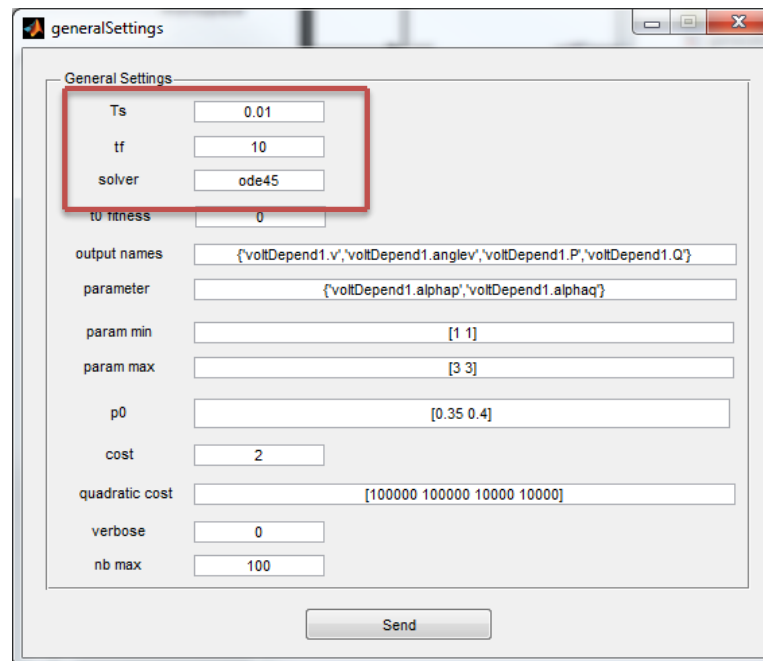 generalSettings
General Settings
Ts 0.01
tf 10
solver ode45
t0 fitness 0
output names {'voltDepend1.v','voltDepend1.anglev','voltDepend1.P','voltDepend1.Q'}
parameter {'voltDepend1.alphap','voltDepend1.alphaq'}
param min [1 1]
param max [3 3]
p0 [0.35 0.4]
cost 2
quadratic cost [100000 100000 10000 10000]
verbose 0
nb max 100
Send